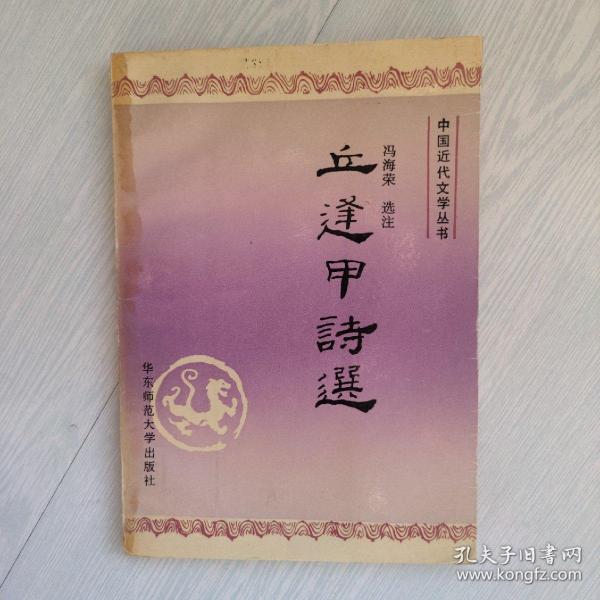 中国近代文学丛书
冯海荣 选注
丘逢甲詩選
华东师范大学出版社
孔夫子旧书网
www.kongfz.com